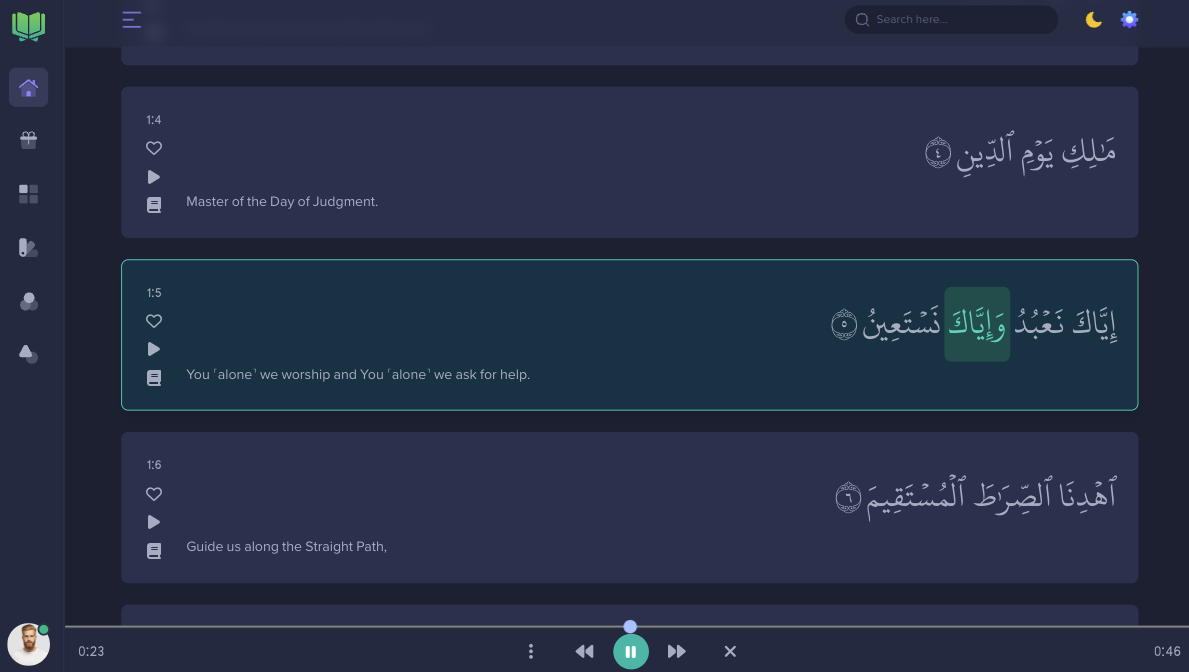 Search here...
1:4
مَـٰلِكِ يَوْمِ ٱلدِّينِ ٤
Master of the Day of Judgment.
1:5
إِيَّاكَ نَعْبُدُ وَإِيَّاكَ نَسْتَعِينُ ٥
You ˹alone˺ we worship and You ˹alone˺ we ask for help.
1:6
ٱهْدِنَا ٱلصِّرَٰطَ ٱلْمُسْتَقِيمَ ٦
Guide us along the Straight Path,
0:23
0:46